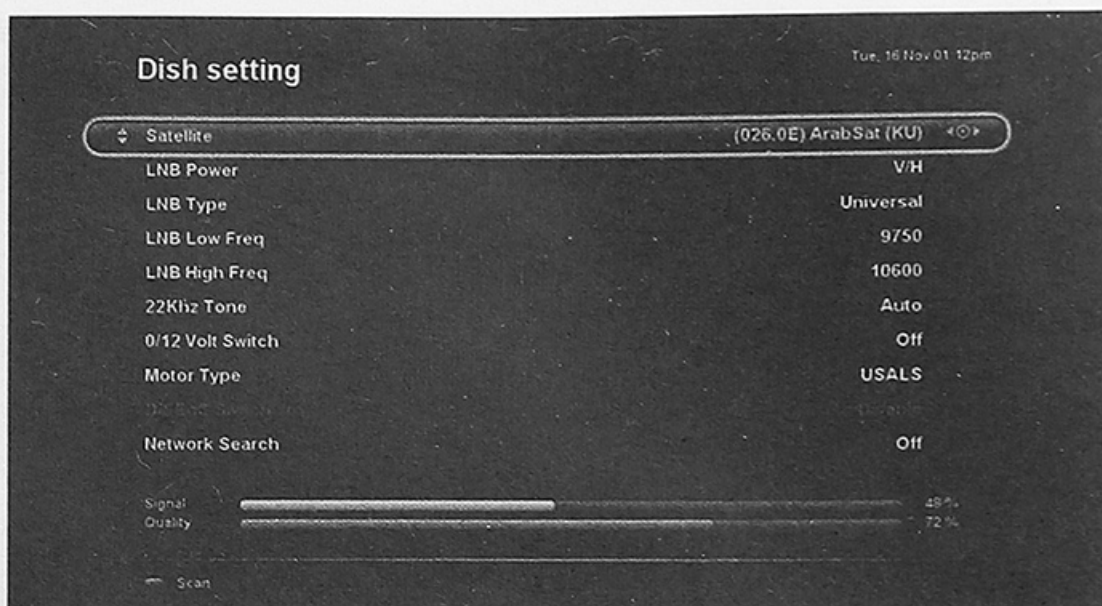 Dish setting
Tue, 16 Nov 01 12pm
Satellite (026.0E) ArabSat (KU)
LNB Power V/H
LNB Type Universal
LNB Low Freq 9750
LNB High Freq 10600
22Khz Tone Auto
0/12 Volt Switch Off
Motor Type USALS
Network Search Off
Signal 48 %
Quality 72 %
Scan